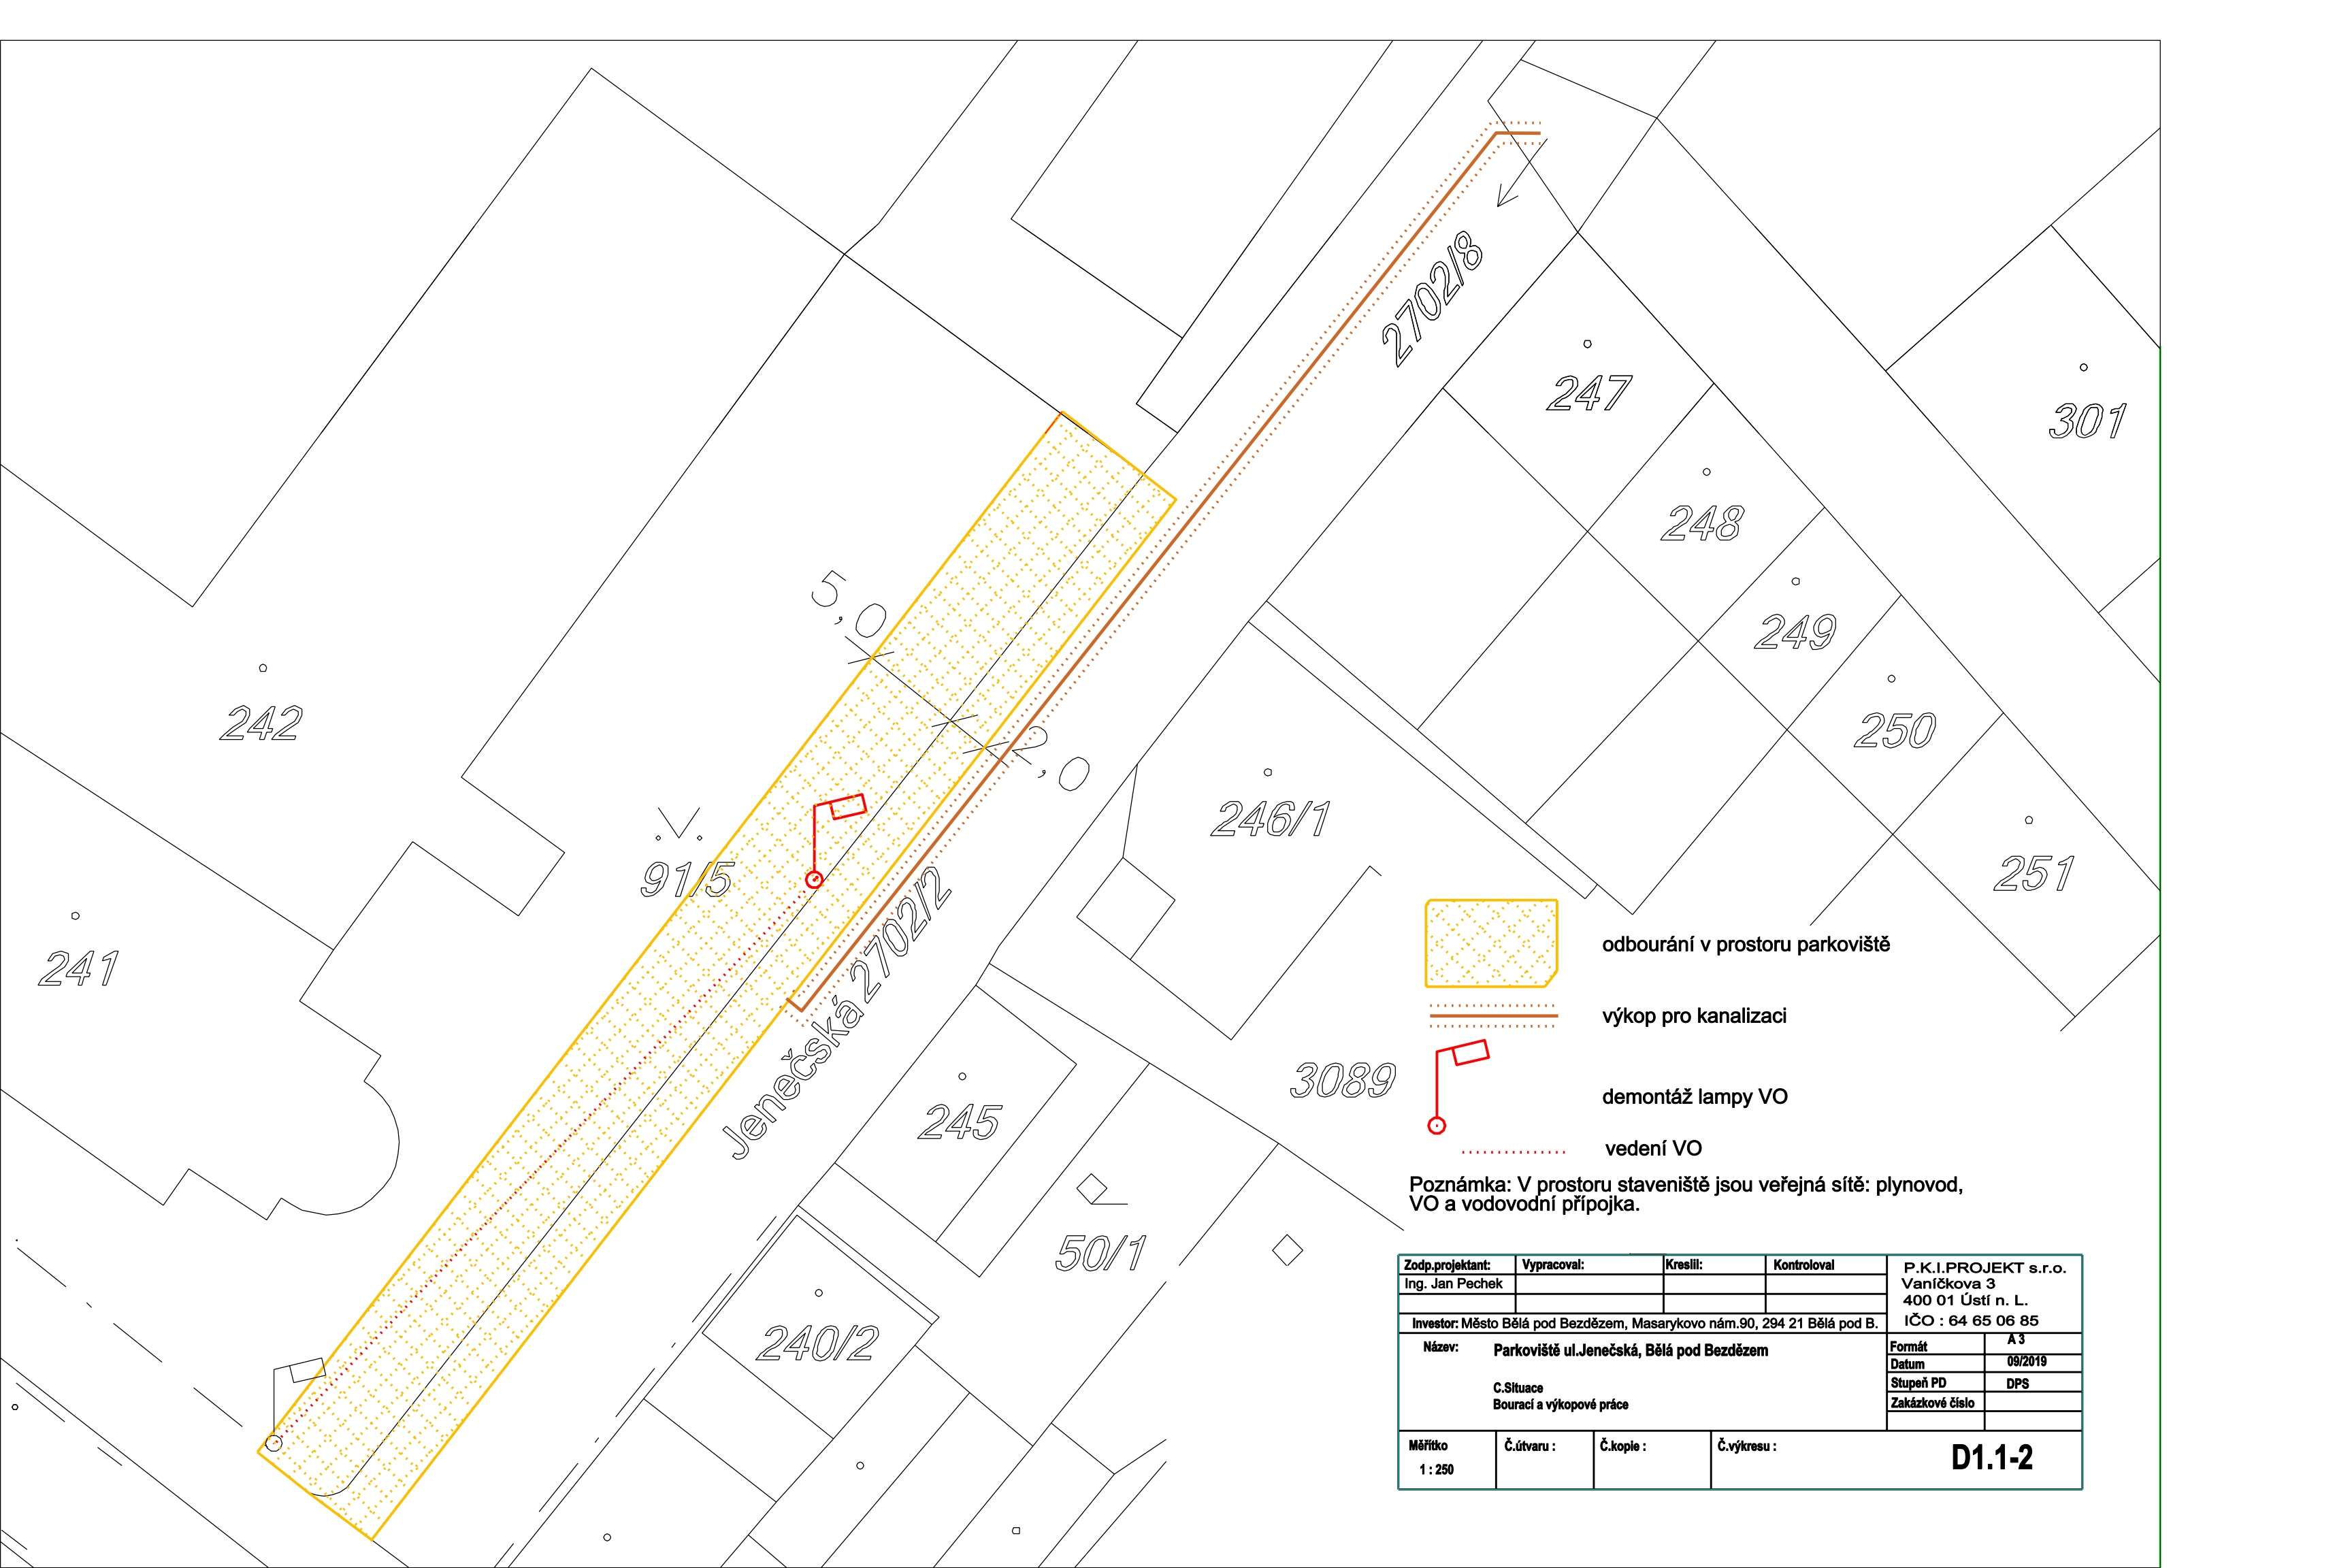 2702/8
247
301
248
5,0
249
242
250
2,0
246/1
91/5
251
2702/2
odbourání v prostoru parkoviště
241
výkop pro kanalizaci
Jenečská
3089
demontáž lampy VO
245
vedení VO
Poznámka: V prostoru staveniště jsou veřejná sítě: plynovod,
VO a vodovodní přípojka.
50/1
240/2
Zodp.projektant: Vypracoval: Kreslil: Kontroloval
Ing. Jan Pechek
P.K.I.PROJEKT s.r.o.
Vaníčkova 3
400 01 Ústí n. L.
IČO : 64 65 06 85
Investor: Město Bělá pod Bezdězem, Masarykovo nám.90, 294 21 Bělá pod B.
Název: Parkoviště ul.Jenečská, Bělá pod Bezdězem
C.Situace
Bourací a výkopové práce
Formát A 3
Datum 09/2019
Stupeň PD DPS
Zakázkové číslo
Měřítko
1 : 250
Č.útvaru :
Č.kopie :
Č.výkresu :
D1.1-2